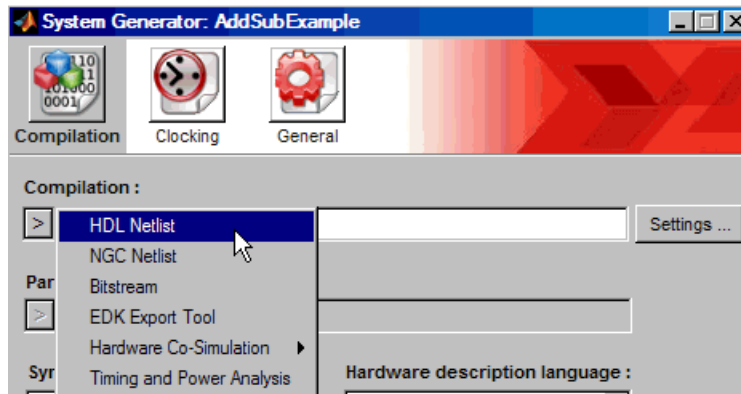 System Generator: AddSubExample
Compilation
Clocking
General
Compilation :
>
HDL Netlist
Settings ...
NGC Netlist
Par
Bitstream
>
EDK Export Tool
Hardware Co-Simulation
Syr
Timing and Power Analysis
Hardware description language :